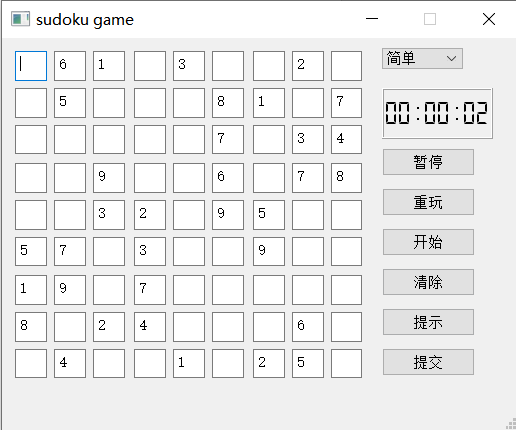 sudoku game
6 1 3 2
5 8 1 7
7 3 4
9 6 7 8
3 2 9 5
5 7 3 9
1 9 7
8 2 4 6
4 1 2 5
简单
00:00:02
暂停
重玩
开始
清除
提示
提交